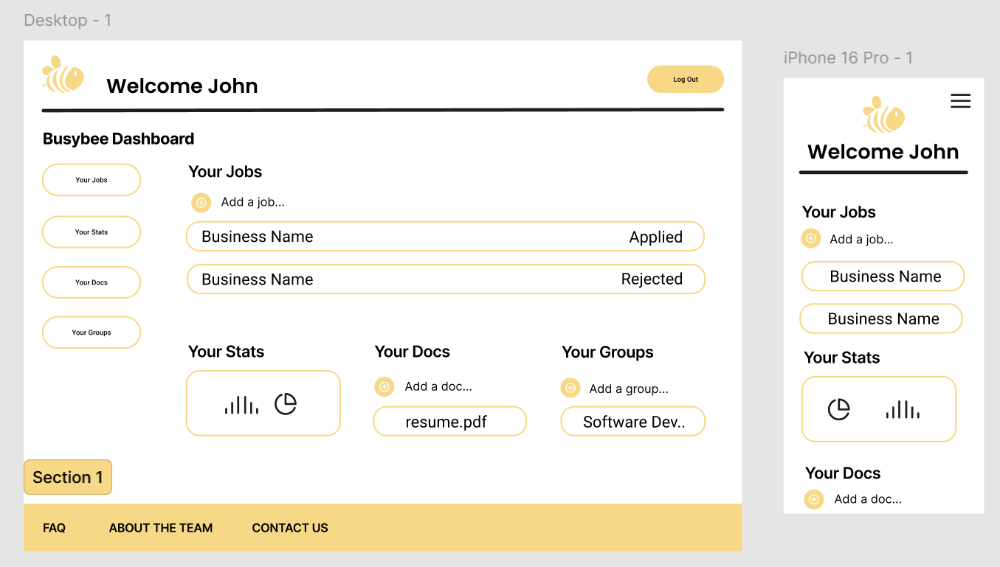 Desktop - 1
Welcome John
Log Out
Busybee Dashboard
Your Jobs
Your Stats
Your Docs
Your Groups
Your Jobs
Add a job...
Business Name Applied
Business Name Rejected
Your Stats
Your Docs
Add a doc...
resume.pdf
Your Groups
Add a group...
Software Dev..
Section 1
FAQ ABOUT THE TEAM CONTACT US
iPhone 16 Pro - 1
Welcome John
Your Jobs
Add a job...
Business Name
Business Name
Your Stats
Your Docs
Add a doc...